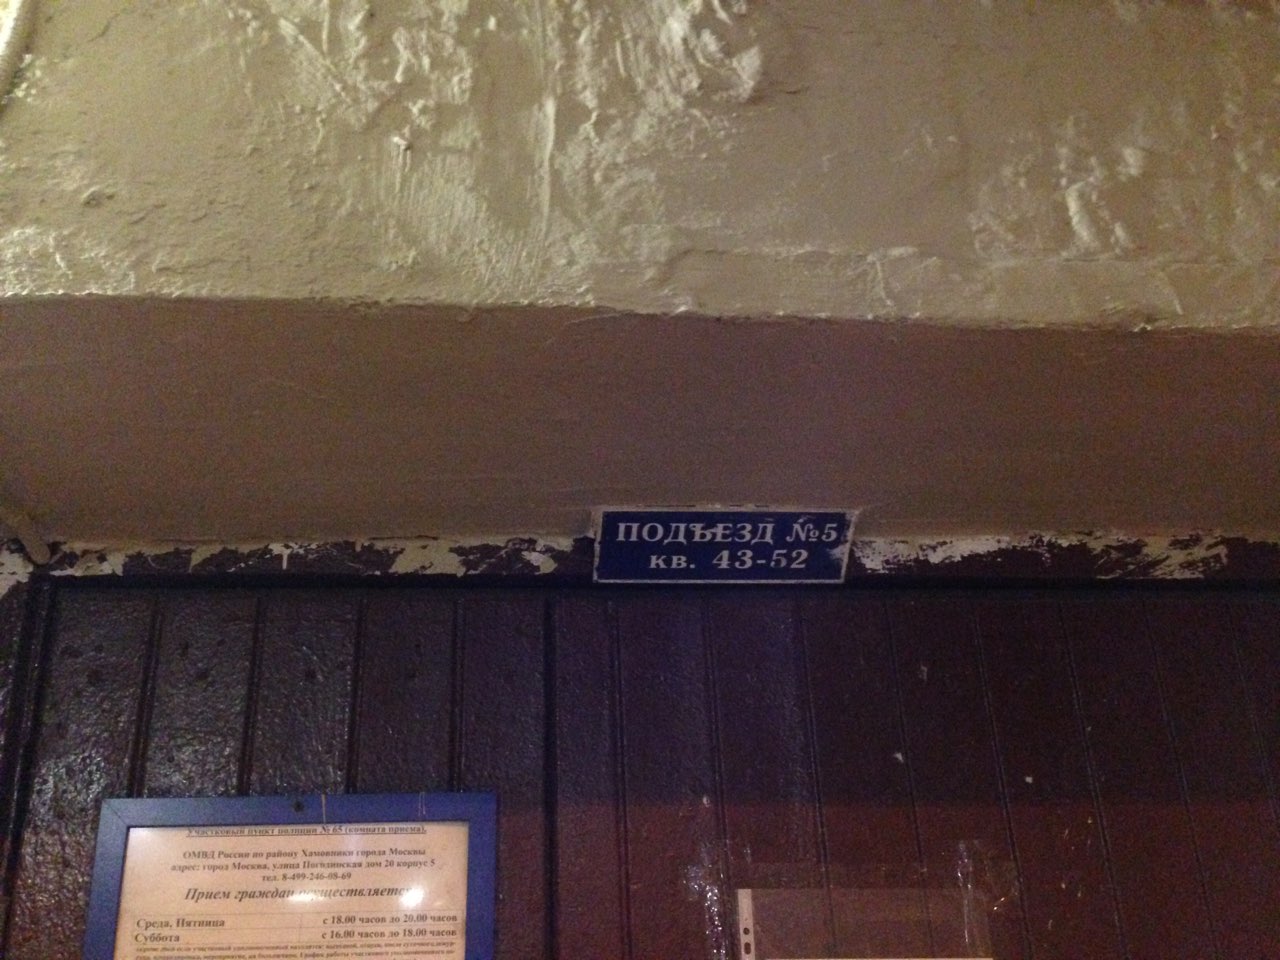 ПОДЪЕЗД №5
кв. 43-52
Участковый пункт полиции № 65 (комната приема).
ОМВД России по району Хамовники города Москвы
адрес: город Москва, улица Погодинская дом 20 корпус 5
тел. 8-499-246-08-69
Прием граждан осуществляется
Среда, Пятница с 18.00 часов до 20.00 часов
Суббота с 16.00 часов до 18.00 часов